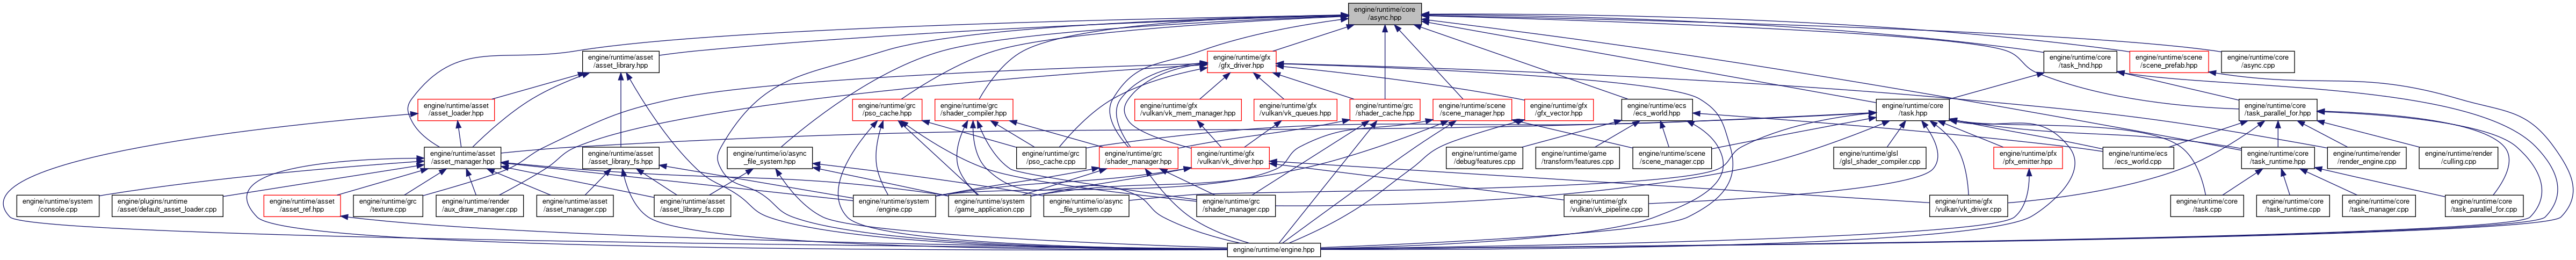 engine/runtime/core
/async.hpp
engine/runtime/asset
/asset_library.hpp
engine/runtime/gfx
/gfx_driver.hpp
engine/runtime/core
/task_hnd.hpp
engine/runtime/scene
/scene_prefab.hpp
engine/runtime/core
/async.cpp
engine/runtime/asset
/asset_loader.hpp
engine/runtime/grc
/pso_cache.hpp
engine/runtime/grc
/shader_compiler.hpp
engine/runtime/gfx
/vulkan/vk_mem_manager.hpp
engine/runtime/gfx
/vulkan/vk_queues.hpp
engine/runtime/grc
/shader_cache.hpp
engine/runtime/scene
/scene_manager.hpp
engine/runtime/gfx
/gfx_vector.hpp
engine/runtime/ecs
/ecs_world.hpp
engine/runtime/core
/task.hpp
engine/runtime/core
/task_parallel_for.hpp
engine/runtime/asset
/asset_manager.hpp
engine/runtime/asset
/asset_library_fs.hpp
engine/runtime/io/async
_file_system.hpp
engine/runtime/grc
/pso_cache.cpp
engine/runtime/grc
/shader_manager.hpp
engine/runtime/gfx
/vulkan/vk_driver.hpp
engine/runtime/game
/debug/features.cpp
engine/runtime/game
/transform/features.cpp
engine/runtime/scene
/scene_manager.cpp
engine/runtime/glsl
/glsl_shader_compiler.cpp
engine/runtime/pfx
/pfx_emitter.hpp
engine/runtime/ecs
/ecs_world.cpp
engine/runtime/core
/task_runtime.hpp
engine/runtime/render
/render_engine.cpp
engine/runtime/render
/culling.cpp
engine/runtime/system
/console.cpp
engine/plugins/runtime
/asset/default_asset_loader.cpp
engine/runtime/asset
/asset_ref.hpp
engine/runtime/grc
/texture.cpp
engine/runtime/render
/aux_draw_manager.cpp
engine/runtime/asset
/asset_manager.cpp
engine/runtime/asset
/asset_library_fs.cpp
engine/runtime/system
/engine.cpp
engine/runtime/system
/game_application.cpp
engine/runtime/io/async
_file_system.cpp
engine/runtime/grc
/shader_manager.cpp
engine/runtime/gfx
/vulkan/vk_pipeline.cpp
engine/runtime/gfx
/vulkan/vk_driver.cpp
engine/runtime/core
/task.cpp
engine/runtime/core
/task_runtime.cpp
engine/runtime/core
/task_manager.cpp
engine/runtime/core
/task_parallel_for.cpp
engine/runtime/engine.hpp